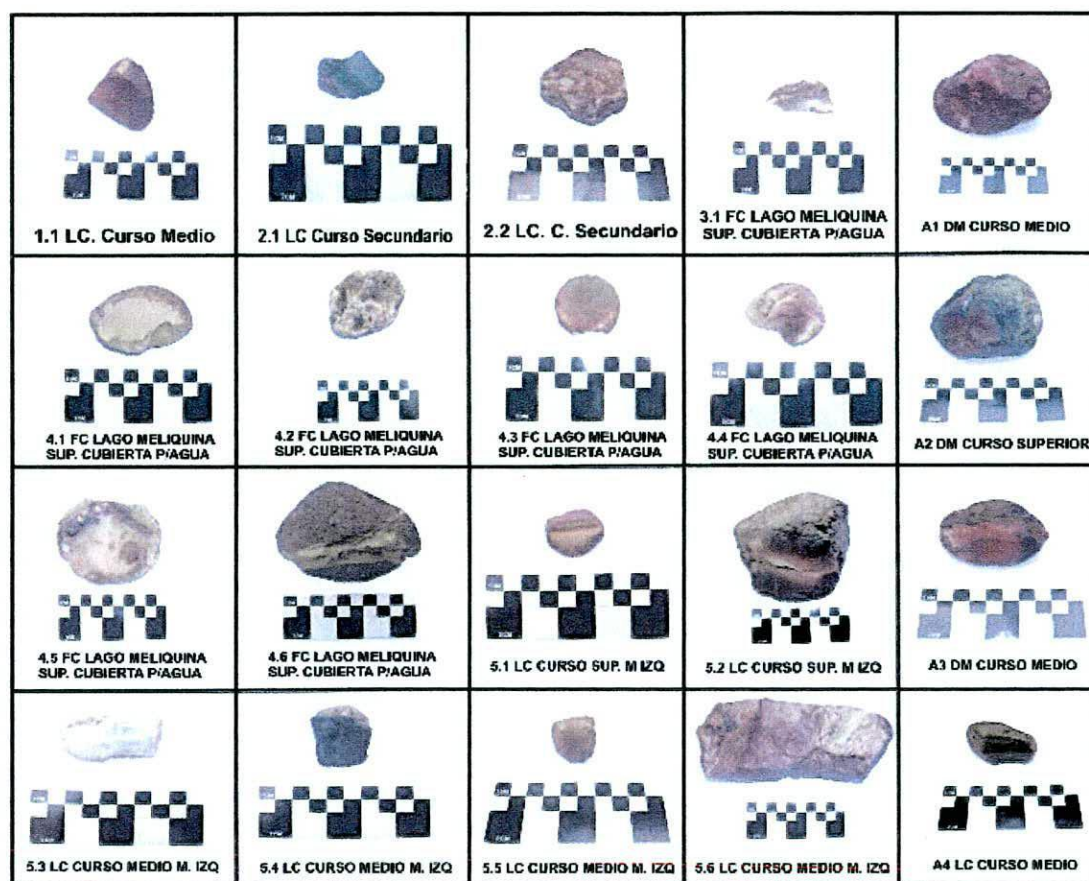 1.1 LC. Curso Medio
2.1 LC Curso Secundario
2.2 LC. C. Secundario
3.1 FC LAGO MELIQUINA
SUP. CUBIERTA P/AGUA
A1 DM CURSO MEDIO
4.1 FC LAGO MELIQUINA
SUP. CUBIERTA P/AGUA
4.2 FC LAGO MELIQUINA
SUP. CUBIERTA P/AGUA
4.3 FC LAGO MELIQUINA
SUP. CUBIERTA P/AGUA
4.4 FC LAGO MELIQUINA
SUP. CUBIERTA P/AGUA
A2 DM CURSO SUPERIOR
4.5 FC LAGO MELIQUINA
SUP. CUBIERTA P/AGUA
4.6 FC LAGO MELIQUINA
SUP. CUBIERTA P/AGUA
5.1 LC CURSO SUP. M IZQ
5.2 LC CURSO SUP. M IZQ
A3 DM CURSO MEDIO
5.3 LC CURSO MEDIO M. IZQ
5.4 LC CURSO MEDIO M. IZQ
5.5 LC CURSO MEDIO M. IZQ
5.6 LC CURSO MEDIO M. IZQ
A4 LC CURSO MEDIO